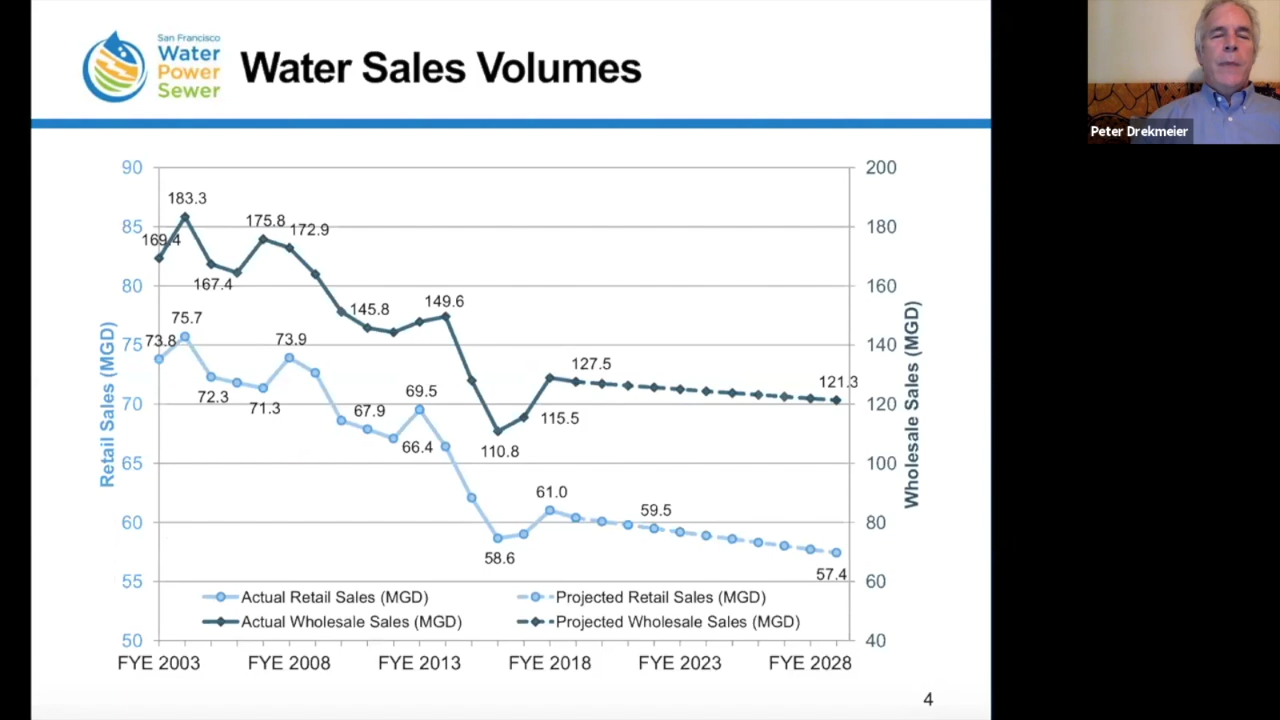 San Francisco
Water
Power
Sewer
Water Sales Volumes
Peter Drekmeier
90
85
80
75
70
65
60
55
50
Retail Sales (MGD)
200
180
160
140
120
100
80
60
40
Wholesale Sales (MGD)
183.3
169.4
167.4
175.8
172.9
145.8
149.6
110.8
115.5
127.5
121.3
73.8
75.7
72.3
71.3
73.9
67.9
69.5
66.4
58.6
61.0
59.5
57.4
Actual Retail Sales (MGD)
Projected Retail Sales (MGD)
Actual Wholesale Sales (MGD)
Projected Wholesale Sales (MGD)
FYE 2003
FYE 2008
FYE 2013
FYE 2018
FYE 2023
FYE 2028
4